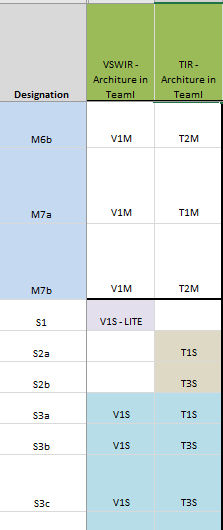 VSWIR - Architure in TeamI	TIR - Architure in TeamI
Designation
M6b	V1M	T2M
M7a	V1M	T1M
M7b	V1M	T2M
S1	V1S - LITE
S2a	T1S
S2b	T3S
S3a	V1S	T1S
S3b	V1S	T3S
S3c	V1S	T3S